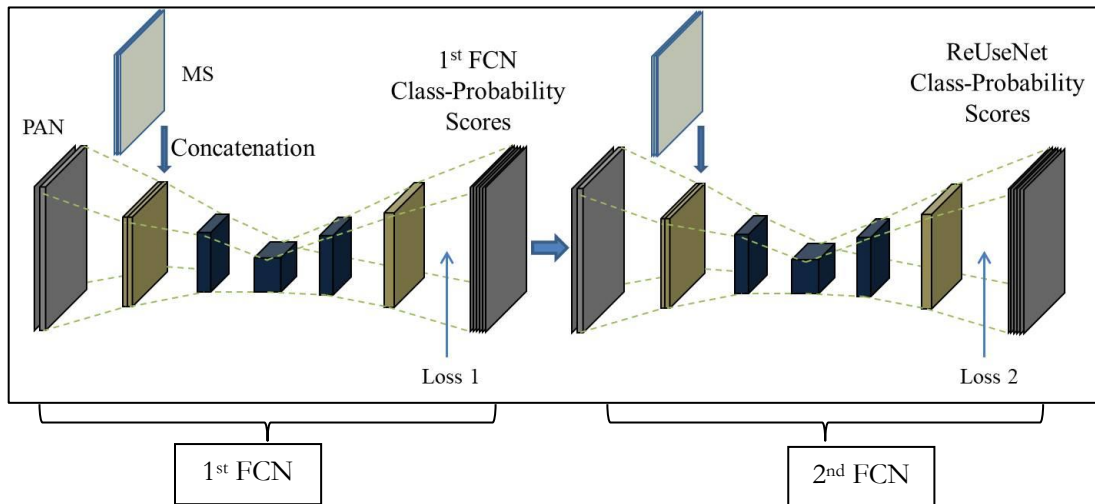 MS
PAN
Concatenation
1st FCN
Class-Probability
Scores
ReUseNet
Class-Probability
Scores
Loss 1
Loss 2
1st FCN
2nd FCN